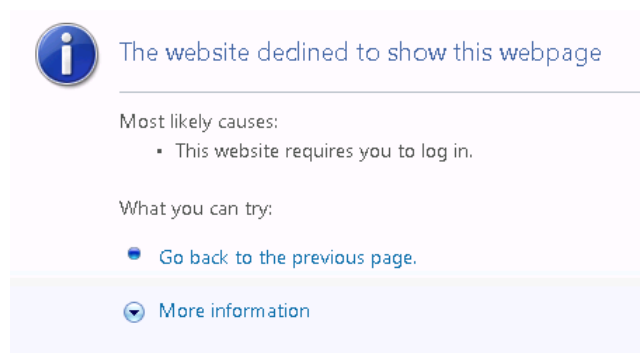 The website declined to show this webpage
Most likely causes:
• This website requires you to log in.
What you can try:
Go back to the previous page.
More information